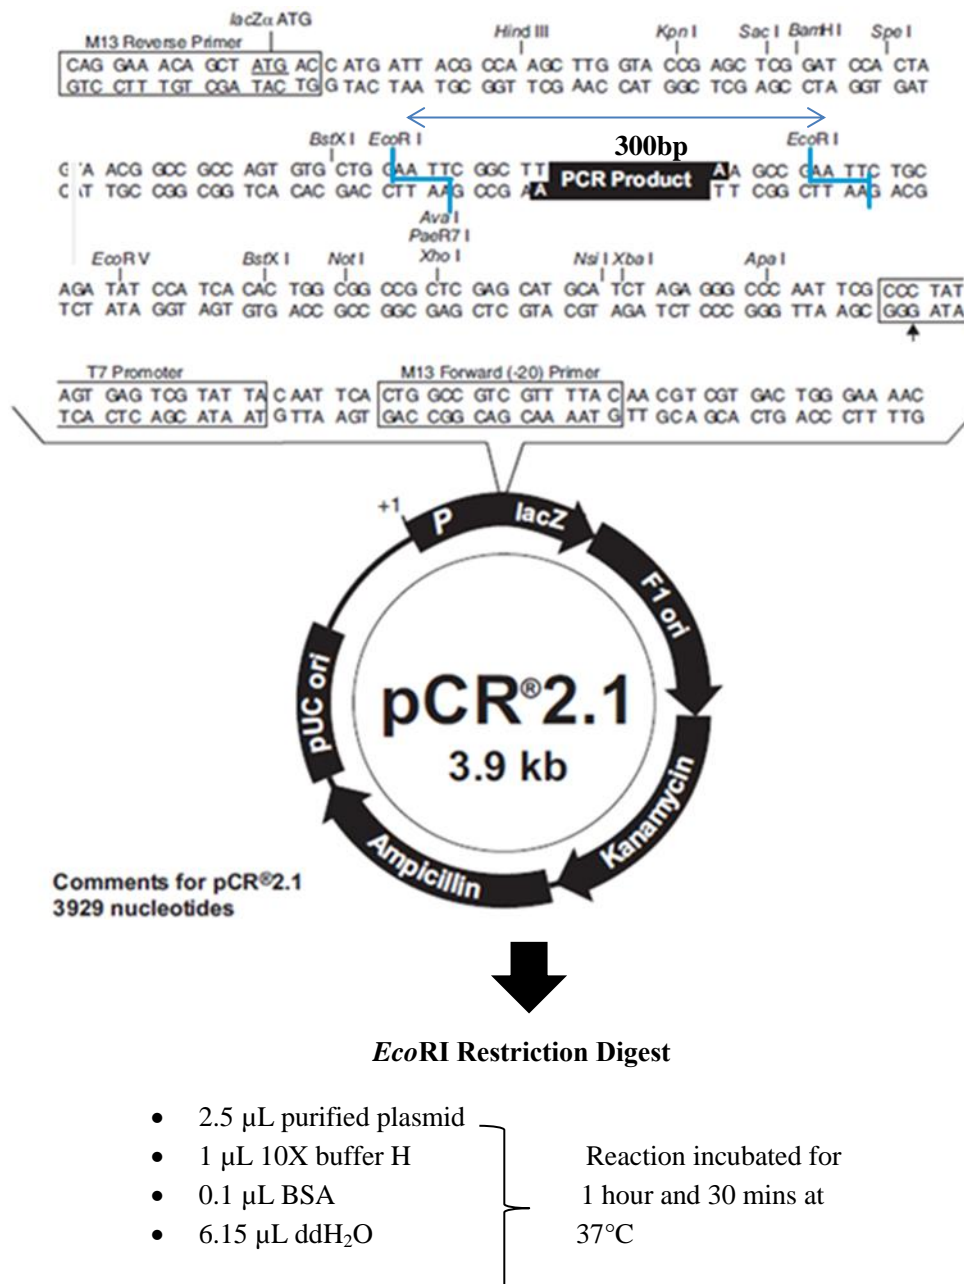 lacZα ATG
M13 Reverse Primer
Hind III Kpn I Sac I BamH I Spe I
CAG GAA ACA GCT ATG AC C ATG ATT ACG CCA AGC TTG GTA CCG AGC TCG GAT CCA CTA
GTC CTT TGT CGA TAC TG G TAC TAA TGC GGT TCG AAC CAT GGC TCG AGC CTA GGT GAT
BstX I EcoR I 300bp EcoR I
ACG GCC GCC AGT GTG CTG GAA TTC GGC TT PCR Product A A GCC GAA TTC TGC
TGC CGG CGG TCA CAC GAC CTT AAG CCG A A TT CGG CTT AAG ACG
Ava I
PaeR7 I
EcoR V BstX I Not I Xho I Nsi I Xba I Apa I
AGA TAT CCA TCA CAC TGG CGG CCG CTC GAG CAT GCA TCT AGA GGG CCC AAT TCG CCC TAT
TCT ATA GGT AGT GTG ACC GCC GGC GAG CTC GTA CGT AGA TCT CCC GGG TTA AGC GGG ATA
T7 Promoter M13 Forward (-20) Primer
AGT GAG TCG TAT TA C AAT TCA CTG GCC GTC GTT TTA C AA CGT CGT GAC TGG GAA AAC
TCA CTC AGC ATA AT G TTA AGT GAC CGG CAG CAA AAT G TT GCA GCA CTG ACC CTT TTG
+1 P lacZ
F1 ori
pUC ori
pCR®2.1
3.9 kb
Kanamycin
Ampicillin
Comments for pCR®2.1
3929 nucleotides
EcoRI Restriction Digest
• 2.5 µL purified plasmid
• 1 µL 10X buffer H
• 0.1 µL BSA
• 6.15 µL ddH₂O
Reaction incubated for
1 hour and 30 mins at
37°C